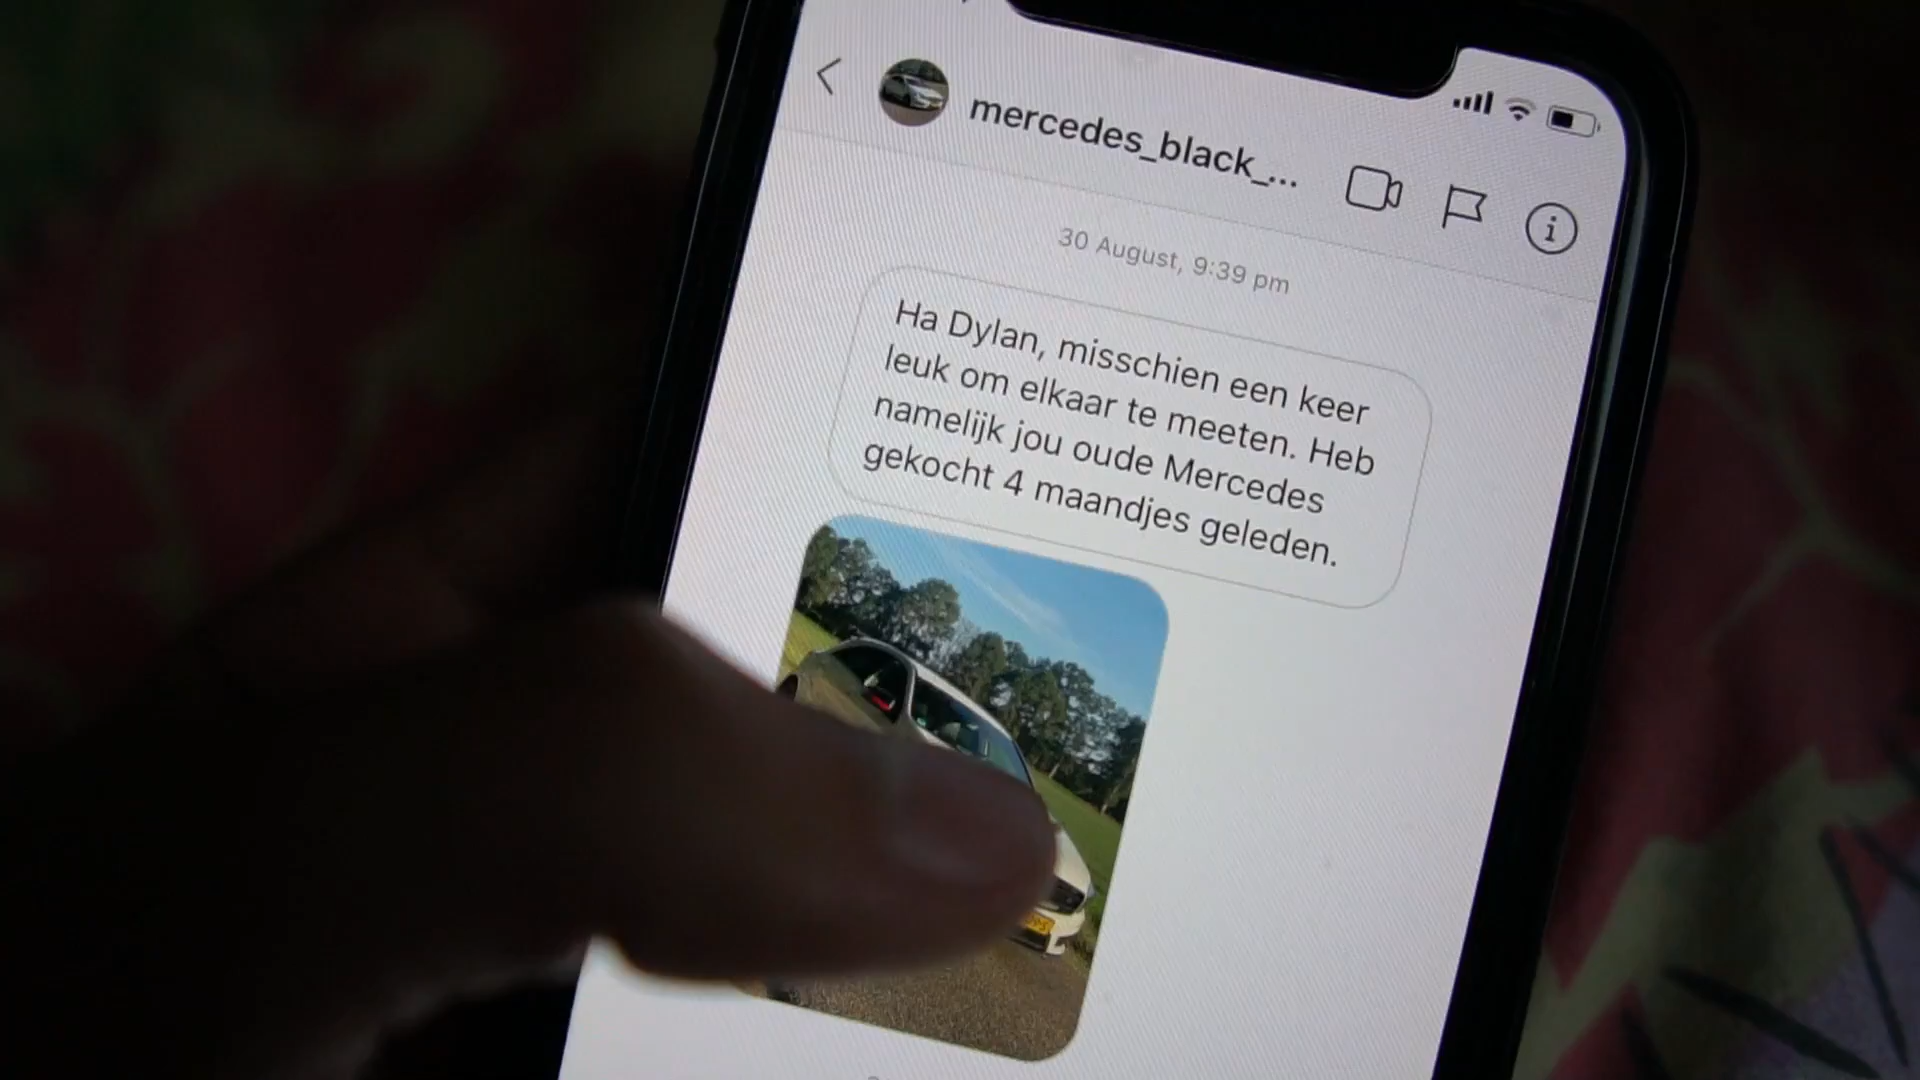 mercedes_black_...
30 August, 9:39 pm
Ha Dylan, misschien een keer
leuk om elkaar te meeten. Heb
namelijk jou oude Mercedes
gekocht 4 maandjes geleden.